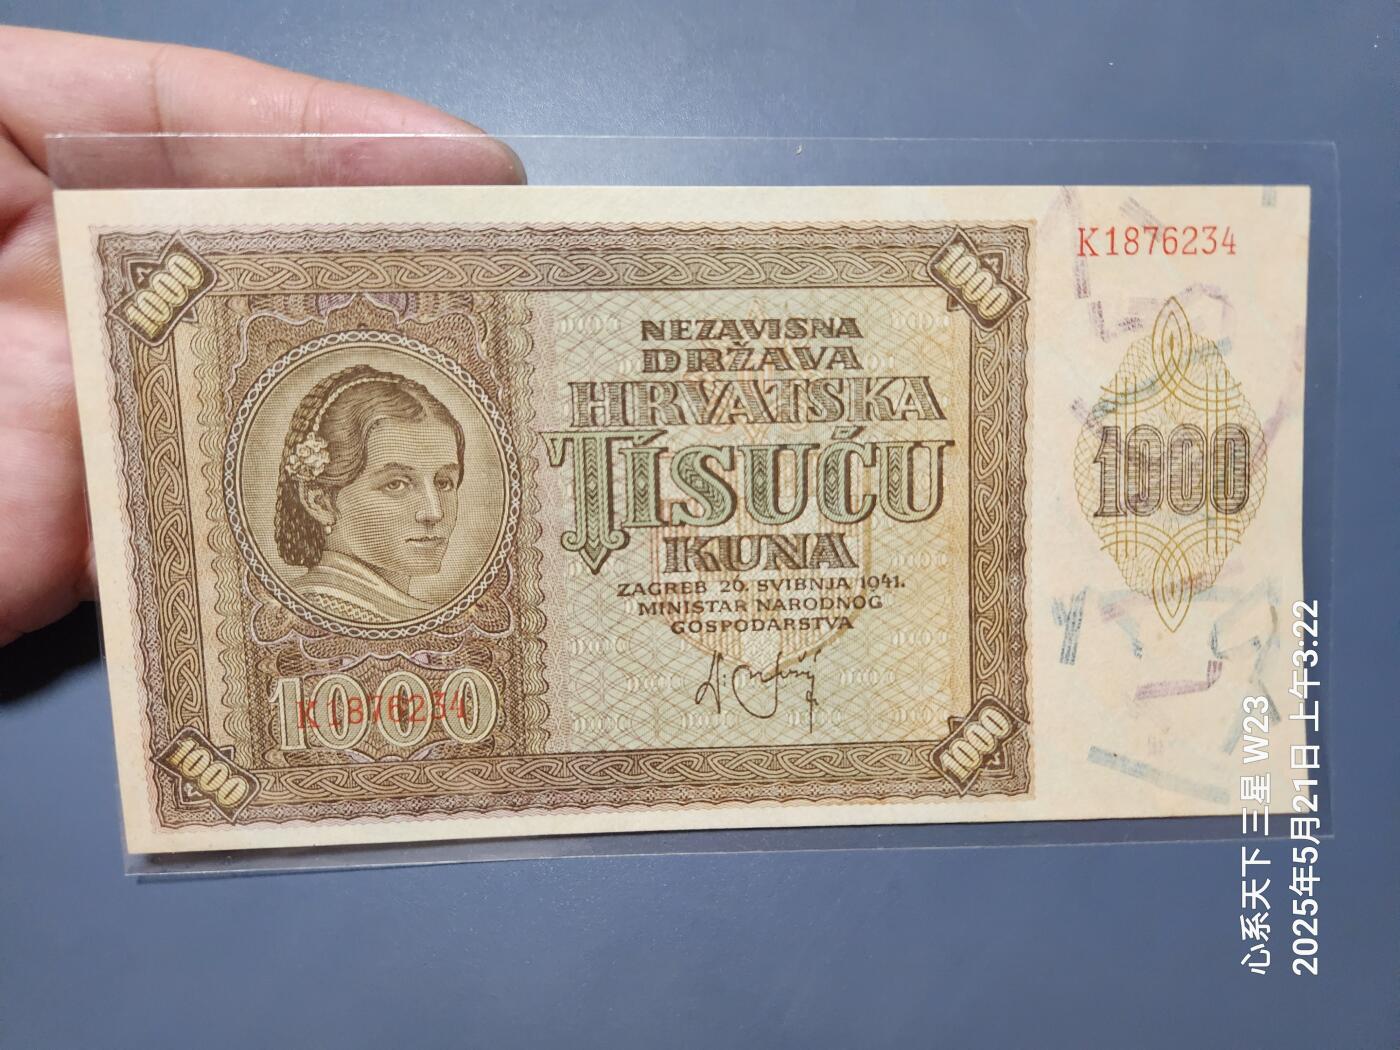 1000
1000
K1876234
NEZAVISNA
DRŽAVA
HRVATSKA
TISUĆU
KUNA
ZAGREB 26. SVIBNJA 1941.
MINISTAR NARODNOG
GOSPODARSTVA
1000
1000
K1876234
1000
1000
心系天下 三星 W23
2025年5月21日 上午3:22